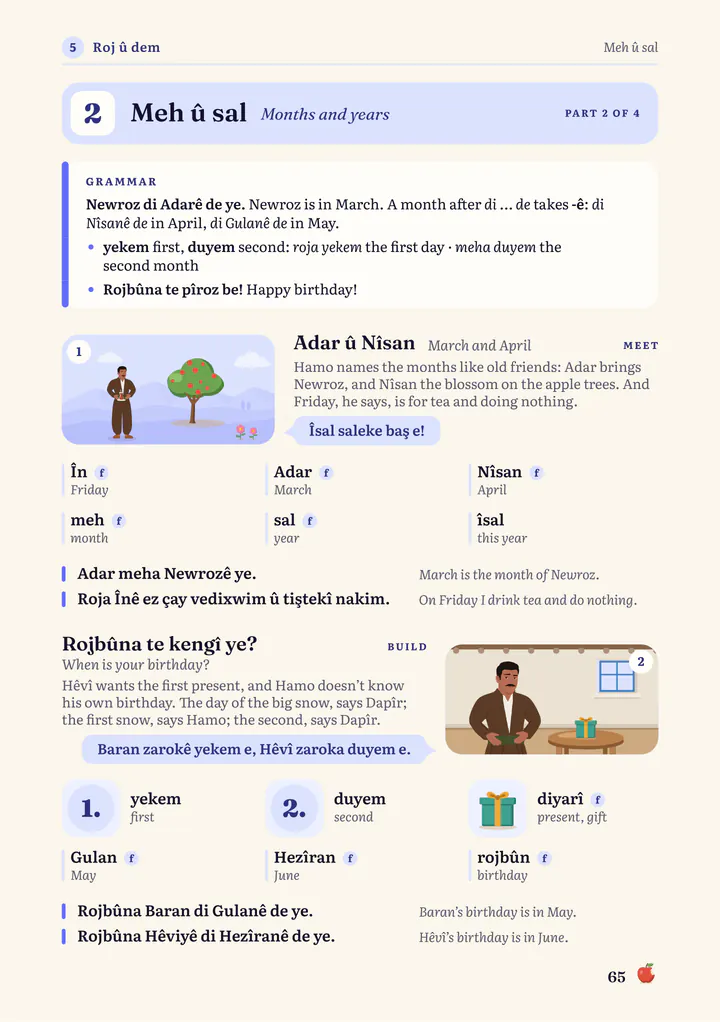 5 Roj û dem
Meh û sal
2 Meh û sal Months and years PART 2 OF 4
GRAMMAR
Newroz di Adarê de ye. Newroz is in March. A month after di … de takes -ê: di
Nîsanê de in April, di Gulanê de in May.
• yekem first, duyem second: roja yekem the first day · meha duyem the
second month
• Rojbûna te pîroz be! Happy birthday!
1
Adar û Nîsan March and April MEET
Hamo names the months like old friends: Adar brings
Newroz, and Nîsan the blossom on the apple trees. And
Friday, he says, is for tea and doing nothing.
Îsal saleke baş e!
În f
Friday
Adar f
March
Nîsan f
April
meh f
month
sal f
year
îsal
this year
Adar meha Newrozê ye. March is the month of Newroz.
Roja Înê ez çay vedixwim û tiştekî nakim. On Friday I drink tea and do nothing.
Rojbûna te kengî ye? BUILD
When is your birthday?
Hêvî wants the first present, and Hamo doesn’t know
his own birthday. The day of the big snow, says Dapîr;
the first snow, says Hamo; the second, says Dapîr.
Baran zarokê yekem e, Hêvî zaroka duyem e.
2
1. yekem
first
2. duyem
second
diyarî f
present, gift
Gulan f
May
Hezîran f
June
rojbûn f
birthday
Rojbûna Baran di Gulanê de ye. Baran’s birthday is in May.
Rojbûna Hêviyê di Hezîranê de ye. Hêvî’s birthday is in June.
65